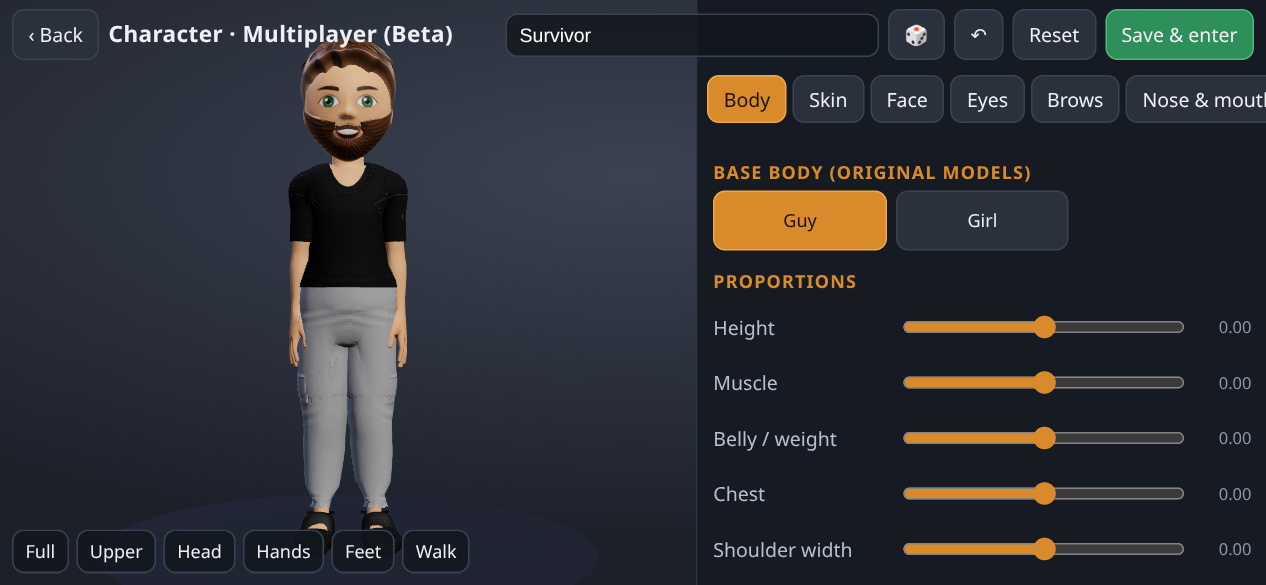 ‹ Back
Character · Multiplayer (Beta)
Survivor
Reset
Save & enter
Body
Skin
Face
Eyes
Brows
Nose & mouth
BASE BODY (ORIGINAL MODELS)
Guy
Girl
PROPORTIONS
Height
0.00
Muscle
0.00
Belly / weight
0.00
Chest
0.00
Shoulder width
0.00
Full
Upper
Head
Hands
Feet
Walk